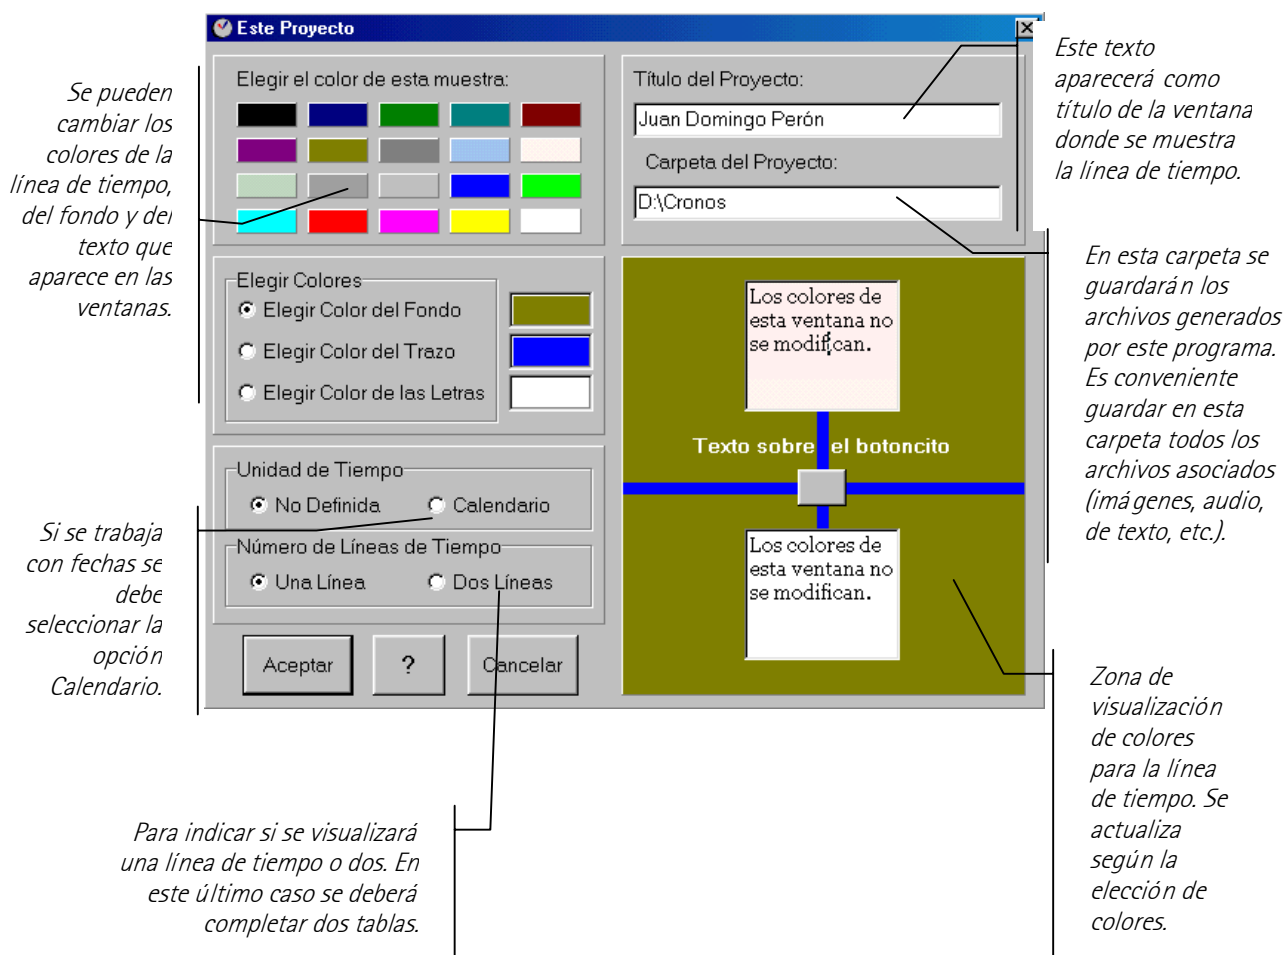 Este Proyecto
Se pueden
cambiar los
colores de la
línea de tiempo,
del fondo y del
texto que
aparece en las
ventanas.
Elegir el color de esta muestra:
Título del Proyecto:
Juan Domingo Perón
Carpeta del Proyecto:
D:\Cronos
Este texto
aparecerá como
título de la ventana
donde se muestra
la línea de tiempo.
En esta carpeta se
guardarán los
archivos generados
por este programa.
Es conveniente
guardar en esta
carpeta todos los
archivos asociados
(imágenes, audio,
de texto, etc.).
Elegir Colores
Elegir Color del Fondo
Elegir Color del Trazo
Elegir Color de las Letras
Los colores de
esta ventana no
se modifican.
Texto sobre el botoncito
Los colores de
esta ventana no
se modifican.
Unidad de Tiempo
No Definida
Calendario
Número de Líneas de Tiempo
Una Línea
Dos Líneas
Si se trabaja
con fechas se
debe
seleccionar la
opción
Calendario.
Aceptar
?
Cancelar
Zona de
visualización
de colores
para la línea
de tiempo. Se
actualiza
según la
elección de
colores.
Para indicar si se visualizará
una línea de tiempo o dos. En
este último caso se deberá
completar dos tablas.